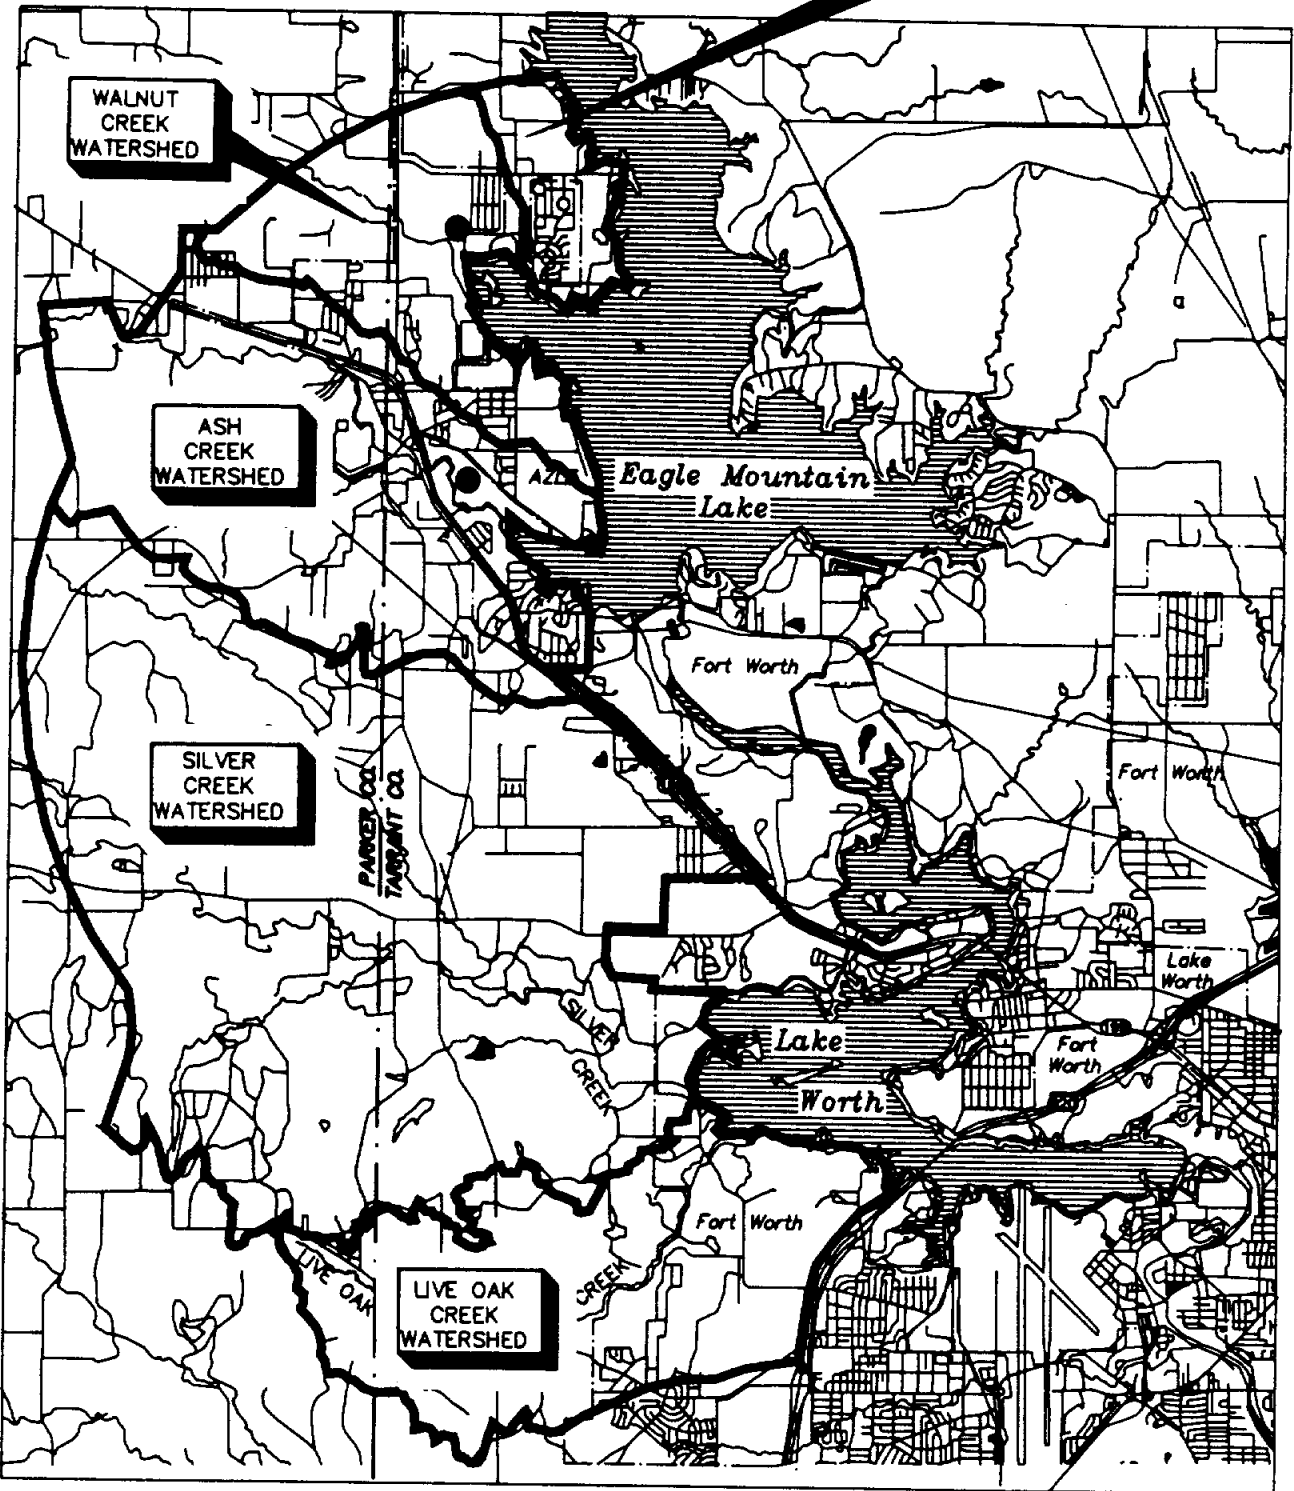 WALNUT
CREEK
WATERSHED
ASH
CREEK
WATERSHED
AZLE
Eagle Mountain
Lake
Fort Worth
SILVER
CREEK
WATERSHED
PARKER CO.
TARRANT CO.
Fort Worth
Lake
Worth
SILVER
CREEK
Lake
Worth
Fort
Worth
Fort Worth
LIVE OAK
CREEK
LIVE OAK
CREEK
WATERSHED